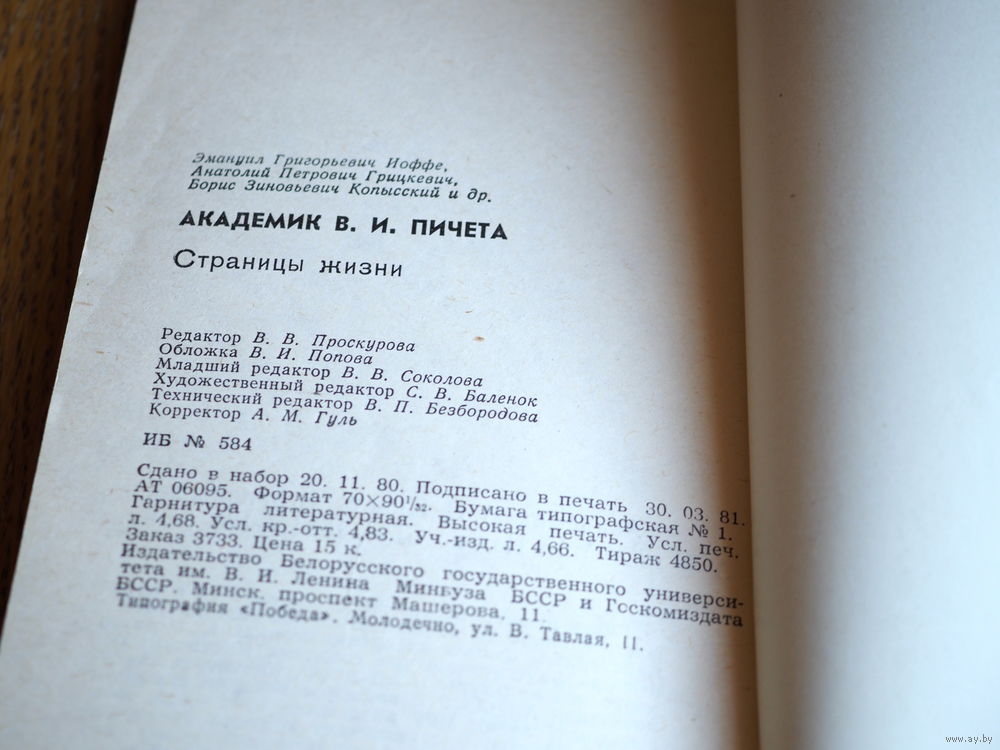 Эмануил Григорьевич Иоффе,
Анатолий Петрович Грицкевич,
Борис Зиновьевич Копысский и др.
АКАДЕМИК В. И. ПИЧЕТА
Страницы жизни
Редактор В. В. Проскурова
Обложка В. И. Попова
Младший редактор В. В. Соколова
Художественный редактор С. В. Баленок
Технический редактор В. П. Безбородова
Корректор А. М. Гуль
ИБ № 584
Сдано в набор 20. 11. 80. Подписано в печать 30. 03. 81.
АТ 06095. Формат 70×90¹/₃₂. Бумага типографская № 1.
Гарнитура литературная. Высокая печать. Усл. печ.
л. 4,68. Усл. кр.-отт. 4,83. Уч.-изд. л. 4,66. Тираж 4850.
Заказ 3733. Цена 15 к.
Издательство Белорусского государственного универси-
тета им. В. И. Ленина Минвуза БССР и Госкомиздата
БССР. Минск, проспект Машерова, 11.
Типография «Победа». Молодечно, ул. В. Тавлая, 11.
www.ay.by